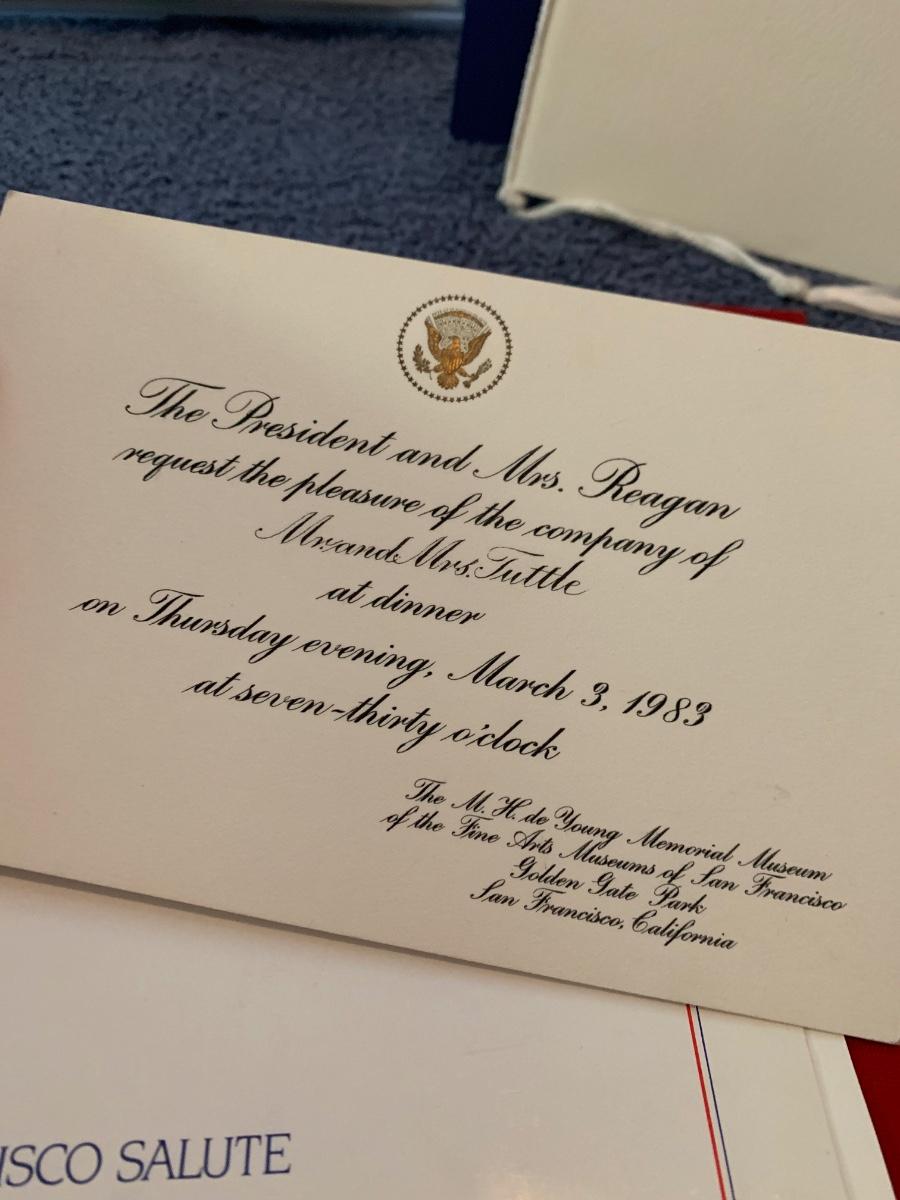 The President and Mrs. Reagan
request the pleasure of the company of
Mr. and Mrs. Tuttle
at dinner
on Thursday evening, March 3, 1983
at seven-thirty o'clock
The M. H. de Young Memorial Museum
of the Fine Arts Museums of San Francisco
Golden Gate Park
San Francisco, California
ISCO SALUTE